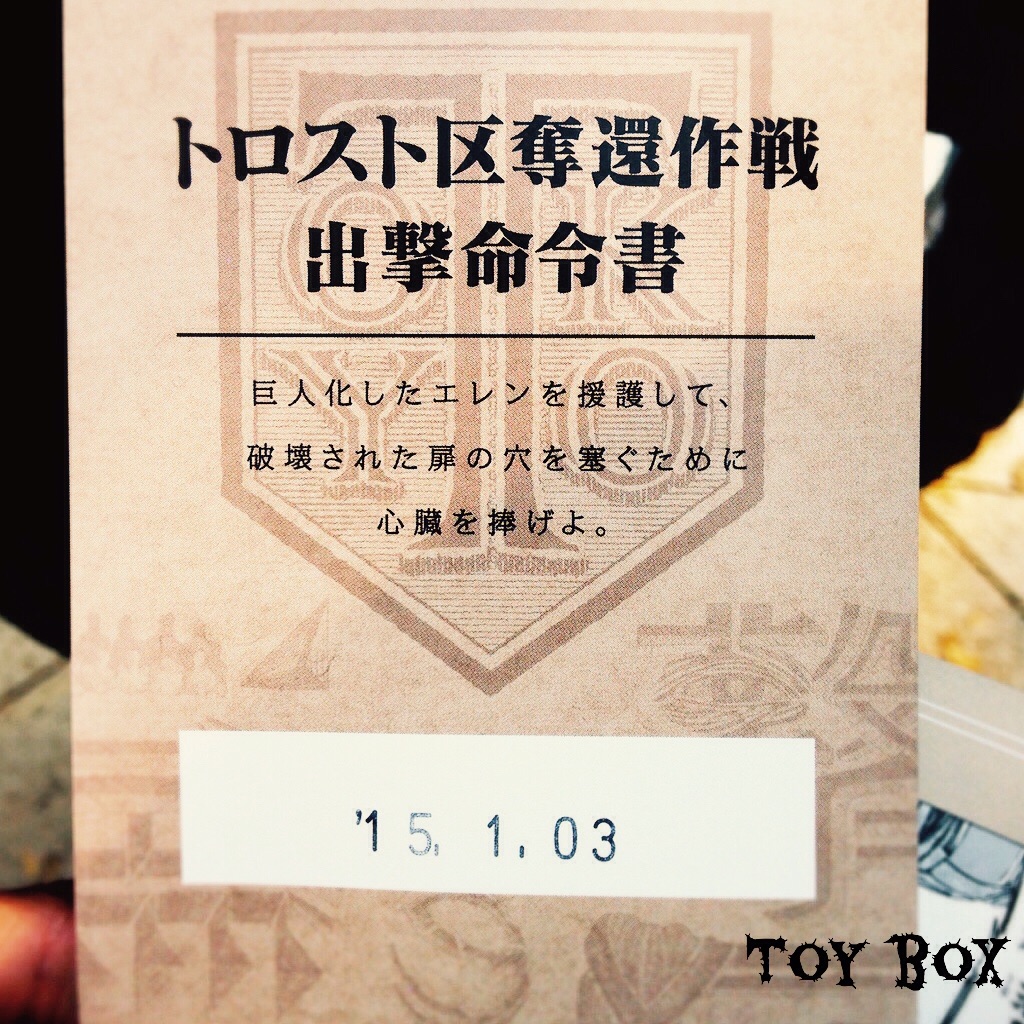 トロスト区奪還作戦
出撃命令書
TOKYO
巨人化したエレンを援護して、
破壊された扉の穴を塞ぐために
心臓を捧げよ。
'15. 1. 03
TOY BOX